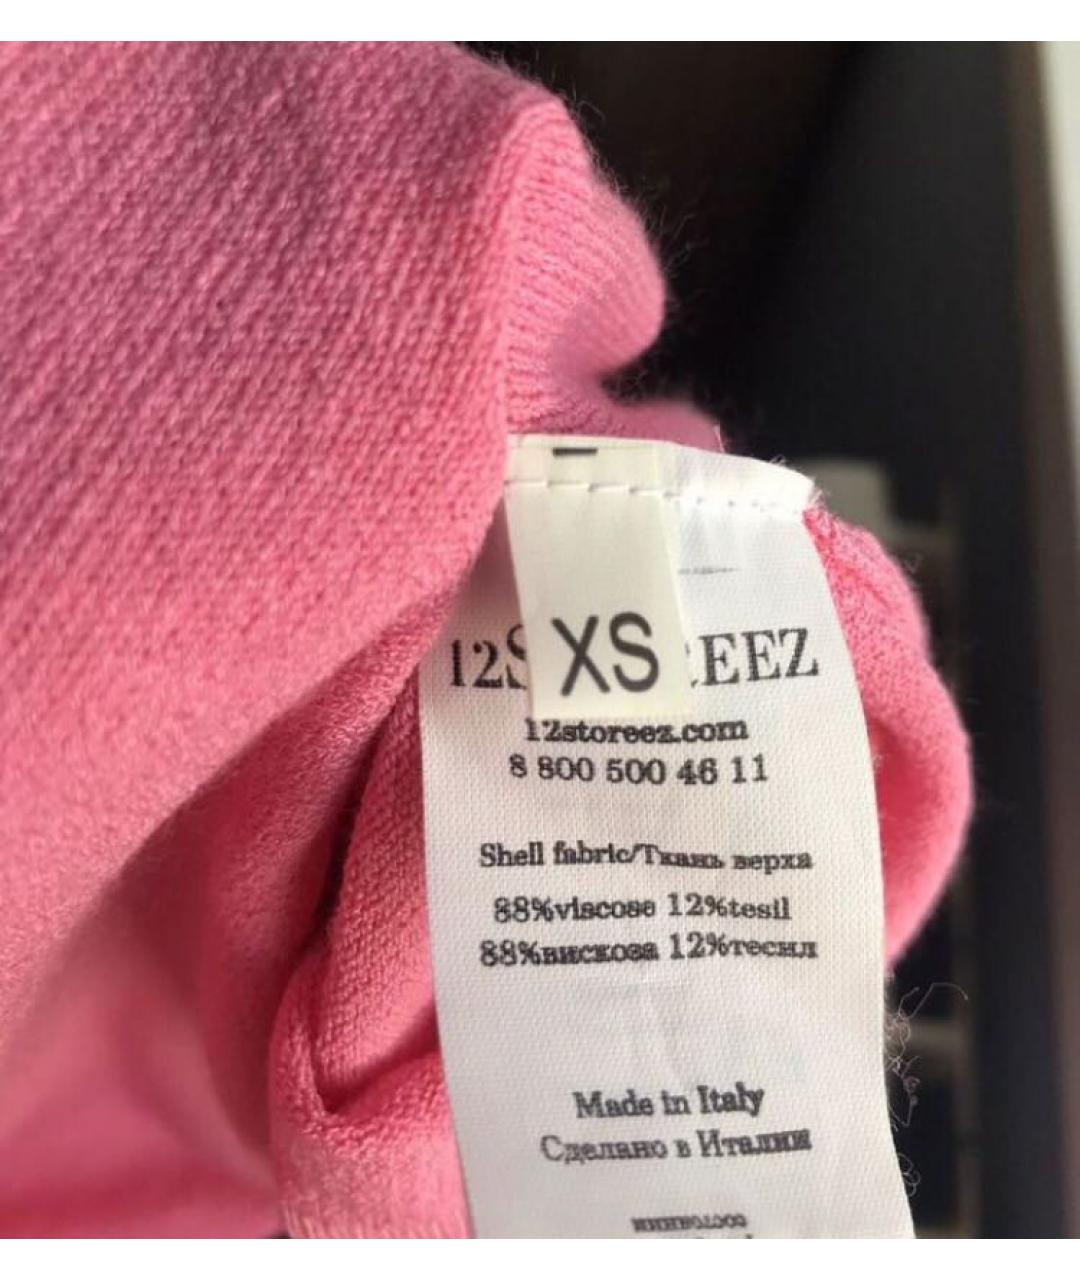 XS
12S REEZ
12storeez.com
8 800 500 46 11
Shell fabric/Ткань верха
88%viscose 12%tesil
88%вискоза 12%тесил
Made in Italy
Сделано в Италии